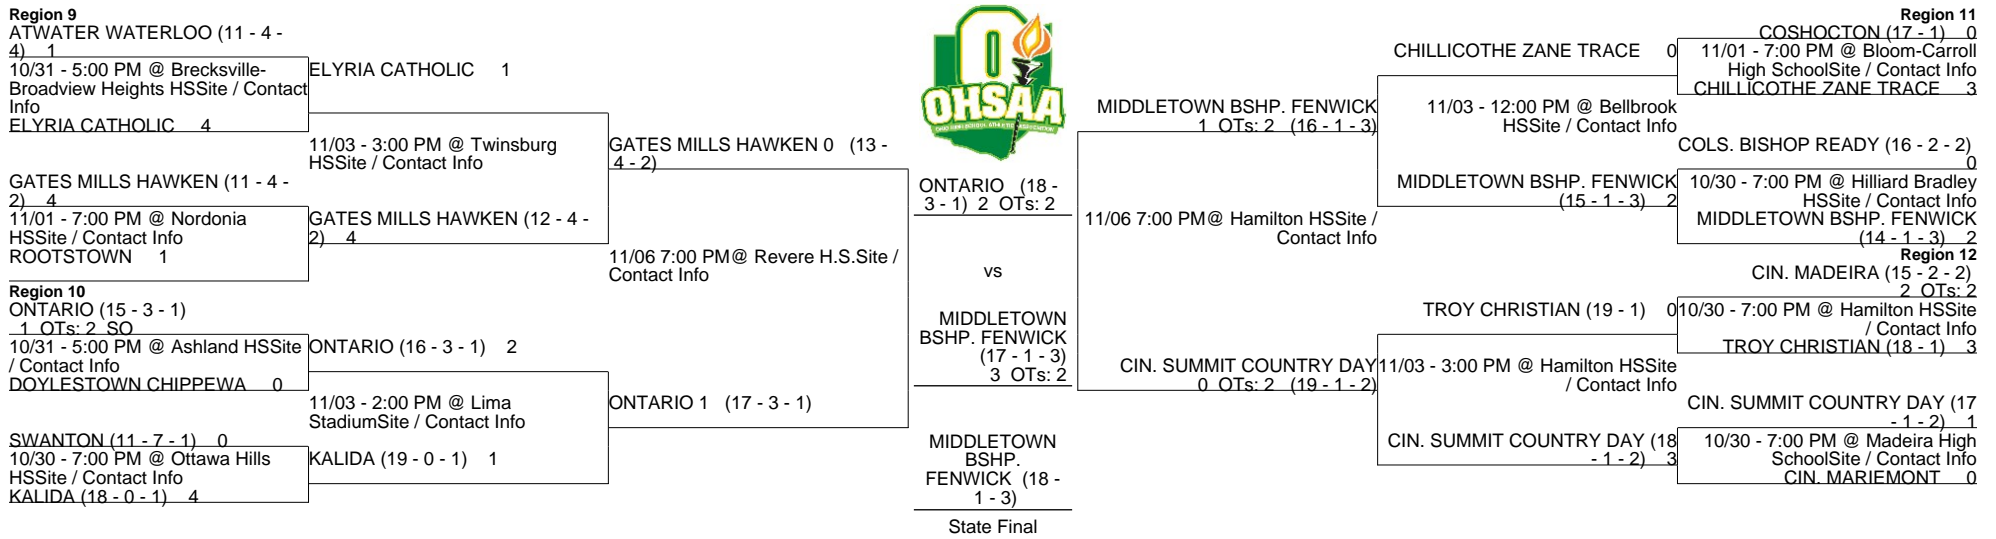 Region 9
ATWATER WATERLOO (11 - 4 -
4) 1
10/31 - 5:00 PM @ Brecksville-
Broadview Heights HSSite / Contact
Info
ELYRIA CATHOLIC 4
GATES MILLS HAWKEN (11 - 4 -
2) 4
11/01 - 7:00 PM @ Nordonia
HSSite / Contact Info
ROOTSTOWN 1
Region 10
ONTARIO (15 - 3 - 1)
1 OTs: 2 SO
10/31 - 5:00 PM @ Ashland HSSite
/ Contact Info
DOYLESTOWN CHIPPEWA 0
SWANTON (11 - 7 - 1) 0
10/30 - 7:00 PM @ Ottawa Hills
HSSite / Contact Info
KALIDA (18 - 0 - 1) 4
ELYRIA CATHOLIC 1
11/03 - 3:00 PM @ Twinsburg
HSSite / Contact Info
GATES MILLS HAWKEN (12 - 4 -
2) 4
ONTARIO (16 - 3 - 1) 2
11/03 - 2:00 PM @ Lima
StadiumSite / Contact Info
KALIDA (19 - 0 - 1) 1
GATES MILLS HAWKEN 0 (13 -
4 - 2)
11/06 7:00 PM@ Revere H.S.Site /
Contact Info
ONTARIO 1 (17 - 3 - 1)
OHSAA
ONTARIO (18 -
3 - 1) 2 OTs: 2
vs
MIDDLETOWN
BSHP. FENWICK
(17 - 1 - 3)
3 OTs: 2
MIDDLETOWN
BSHP.
FENWICK (18 -
1 - 3)
State Final
MIDDLETOWN BSHP. FENWICK
1 OTs: 2 (16 - 1 - 3)
11/06 7:00 PM@ Hamilton HSSite /
Contact Info
CIN. SUMMIT COUNTRY DAY
0 OTs: 2 (19 - 1 - 2)
CHILLICOTHE ZANE TRACE 0
11/03 - 12:00 PM @ Bellbrook
HSSite / Contact Info
MIDDLETOWN BSHP. FENWICK
(15 - 1 - 3) 2
TROY CHRISTIAN (19 - 1) 0
11/03 - 3:00 PM @ Hamilton HSSite
/ Contact Info
CIN. SUMMIT COUNTRY DAY (18
- 1 - 2) 3
Region 11
COSHOCTON (17 - 1) 0
11/01 - 7:00 PM @ Bloom-Carroll
High SchoolSite / Contact Info
CHILLICOTHE ZANE TRACE 3
COLS. BISHOP READY (16 - 2 - 2)
0
10/30 - 7:00 PM @ Hilliard Bradley
HSSite / Contact Info
MIDDLETOWN BSHP. FENWICK
(14 - 1 - 3) 2
Region 12
CIN. MADEIRA (15 - 2 - 2)
2 OTs: 2
10/30 - 7:00 PM @ Hamilton HSSite
/ Contact Info
TROY CHRISTIAN (18 - 1) 3
CIN. SUMMIT COUNTRY DAY (17
- 1 - 2) 1
10/30 - 7:00 PM @ Madeira High
SchoolSite / Contact Info
CIN. MARIEMONT 0